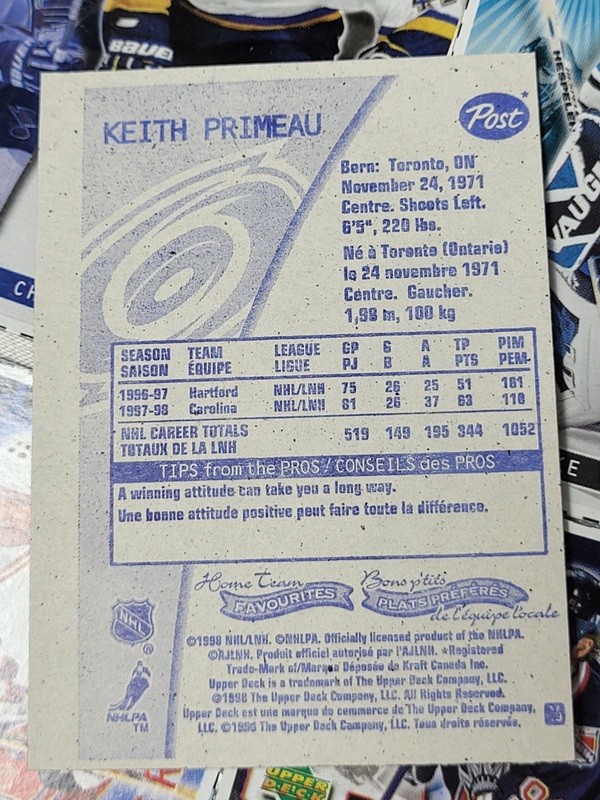 BAUER
HESPELER
VAUG
KEITH PRIMEAU
Post
Born: Toronto, ON
November 24, 1971
Centre. Shoots Left.
6'5", 220 lbs.
Né à Toronto (Ontario)
le 24 novembre 1971
Centre. Gaucher.
1,98 m, 100 kg
SEASON TEAM LEAGUE GP G A TP PIM
SAISON ÉQUIPE LIGUE PJ B A PTS PEM
1996-97 Hartford NHL/LNH 75 26 25 51 161
1997-98 Carolina NHL/LNH 81 26 37 63 110
NHL CAREER TOTALS 519 149 195 344 1052
TOTAUX DE LA LNH
TIPS from the PROS / CONSEILS des PROS
A winning attitude can take you a long way.
Une bonne attitude positive peut faire toute la différence.
Home Team
FAVOURITES
Bons p'tits
PLATS PRÉFÉRÉS
de l'équipe locale
NHL
®
NHLPA
TM
©1998 NHL/LNH. ©NHLPA. Officially licensed product of the NHLPA.
©AJLNH. Produit officiel autorisé par l'AJLNH. *Registered
Trade-Mark of/Marque Déposée de Kraft Canada Inc.
Upper Deck is a trademark of The Upper Deck Company, LLC.
©1998 The Upper Deck Company, LLC. All Rights Reserved.
Upper Deck est une marque de commerce de The Upper Deck Company,
LLC. ©1998 The Upper Deck Company, LLC. Tous droits réservés.
UPPER
DECK